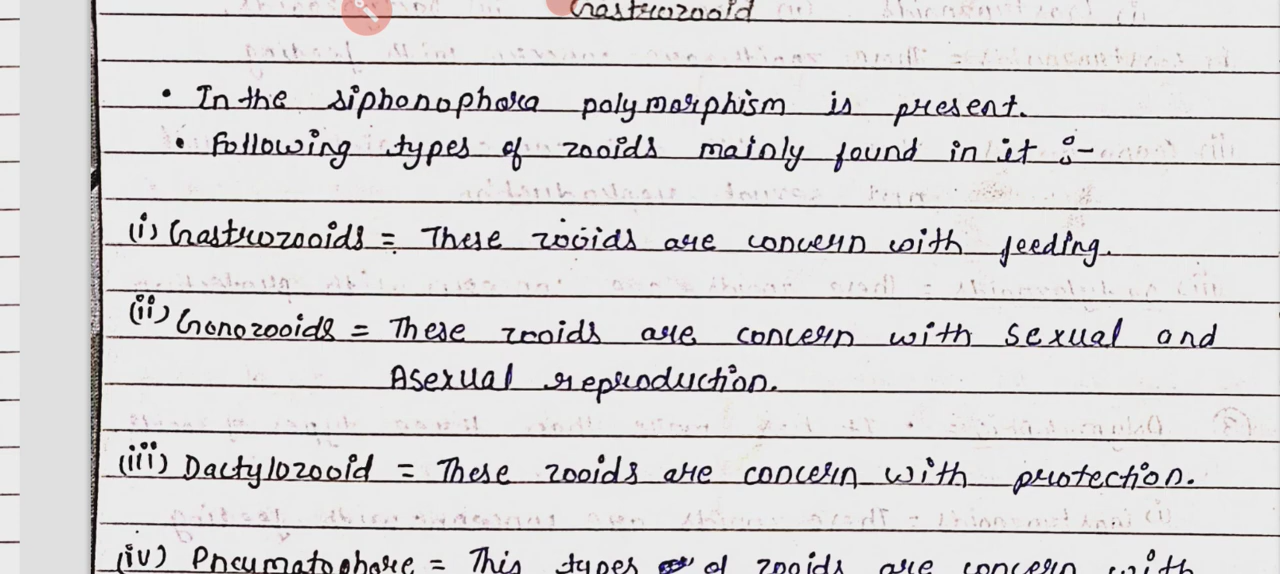 Gastrozooid
• In the siphonophora polymorphism is present.
• Following types of zooids mainly found in it :-
(i) Gastrozooids = These zooids are concern with feeding.
(ii) Gonozooids = These zooids are concern with sexual and
Asexual reproduction.
(iii) Dactylozooid = These zooids are concern with protection.
(iv) Pneumatophore = This types of zooids are concern with